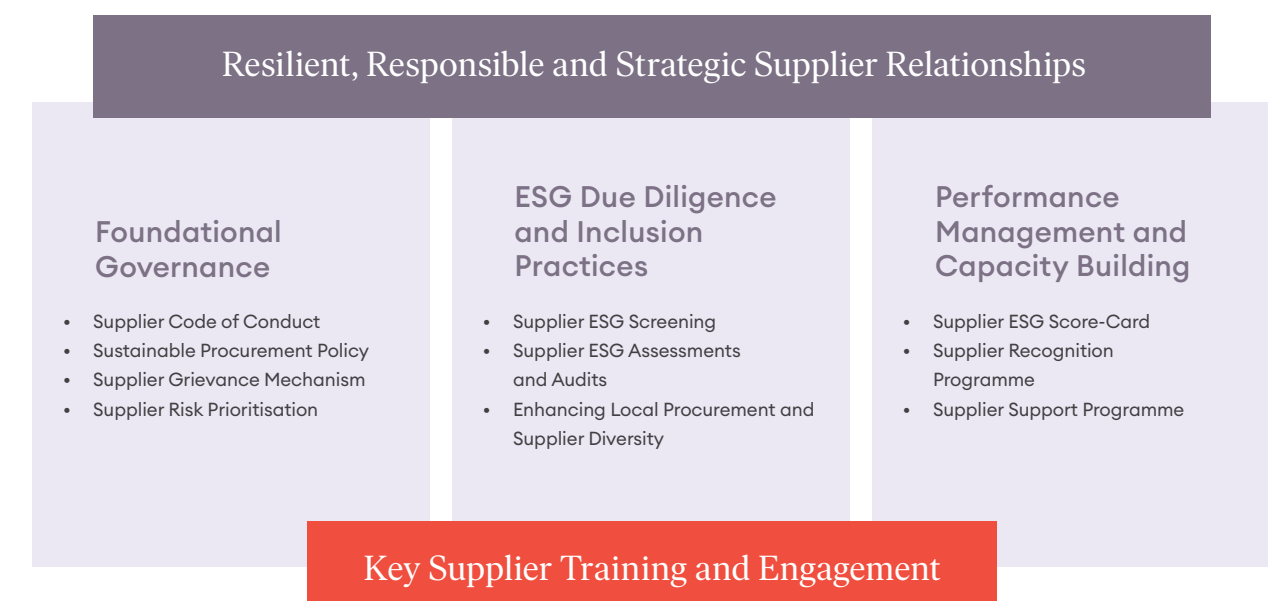 Resilient, Responsible and Strategic Supplier Relationships
Foundational
Governance
• Supplier Code of Conduct
• Sustainable Procurement Policy
• Supplier Grievance Mechanism
• Supplier Risk Prioritisation
ESG Due Diligence
and Inclusion
Practices
• Supplier ESG Screening
• Supplier ESG Assessments
and Audits
• Enhancing Local Procurement and
Supplier Diversity
Performance
Management and
Capacity Building
• Supplier ESG Score-Card
• Supplier Recognition
Programme
• Supplier Support Programme
Key Supplier Training and Engagement